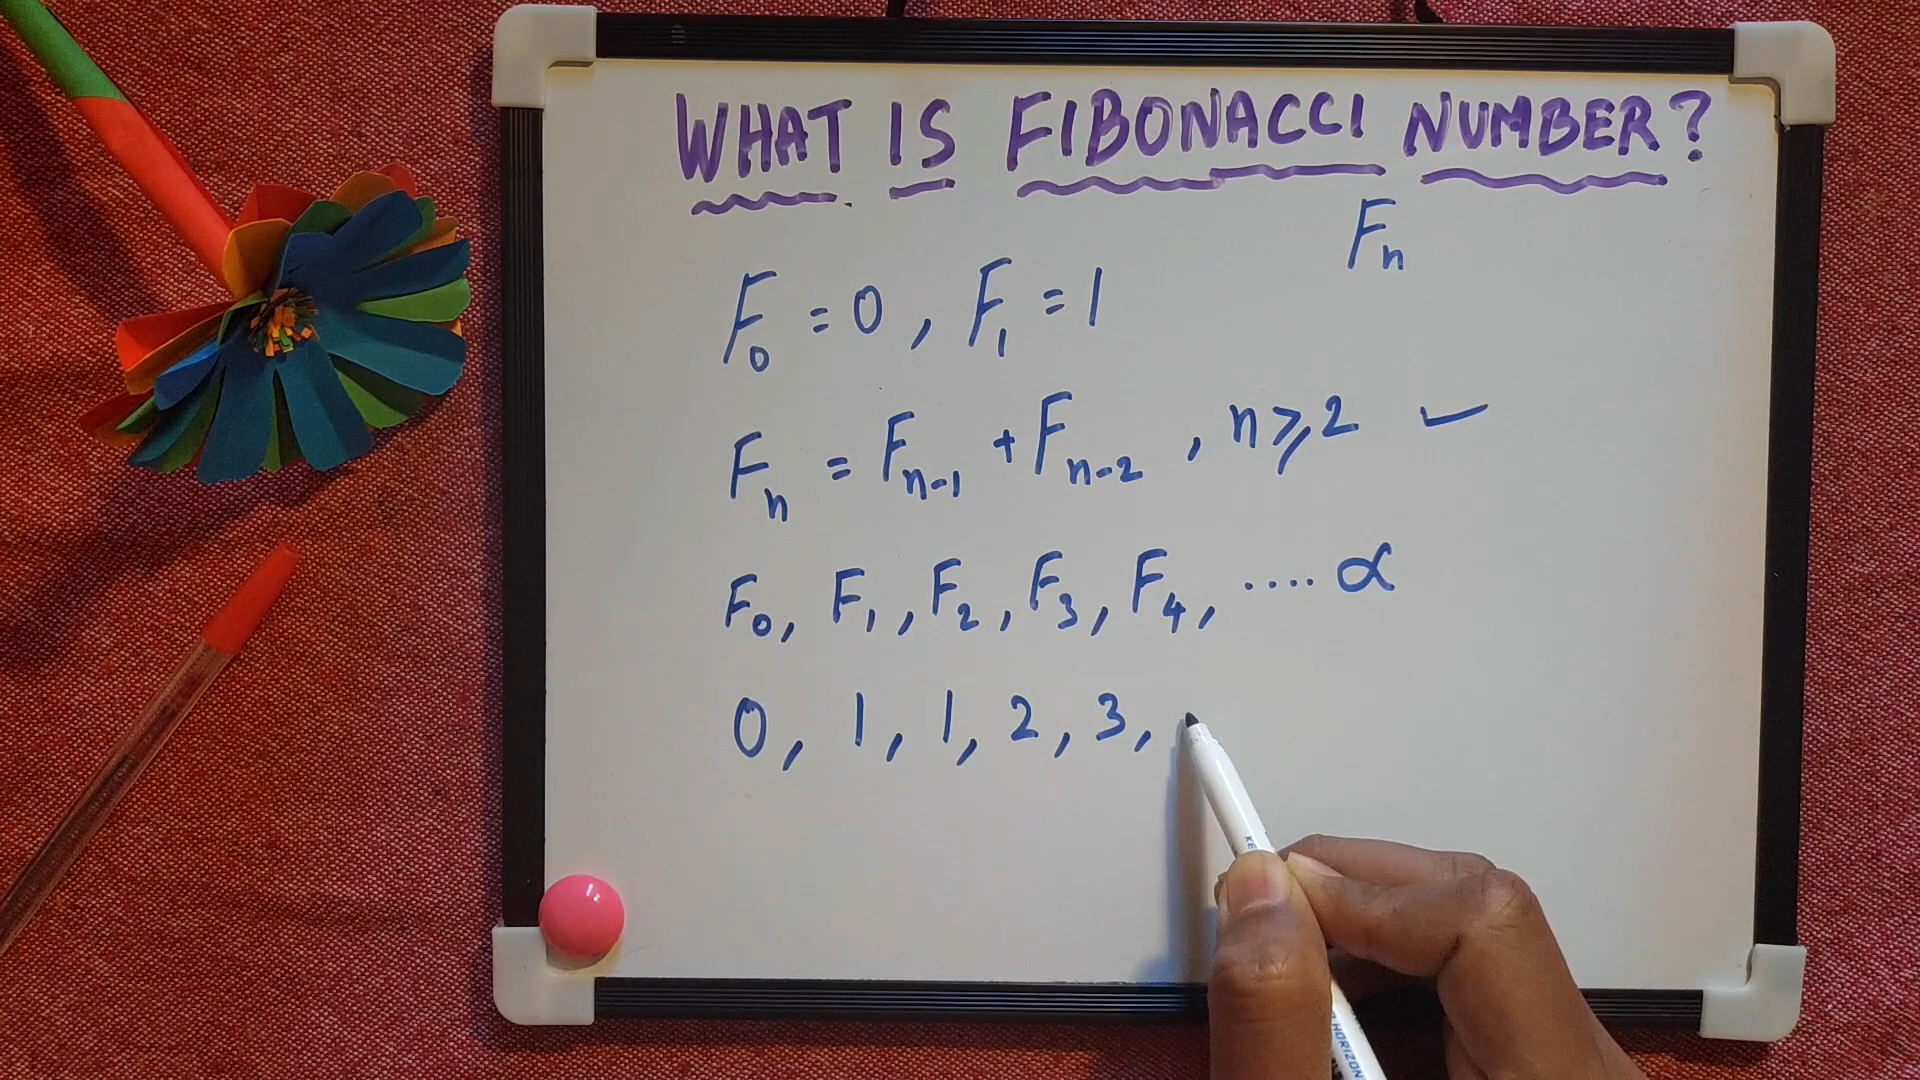 WHAT IS FIBONACCI NUMBER?
Fn
F0 = 0, F1 = 1
Fn = Fn-1 + Fn-2, n ≥ 2 ✓
F0, F1, F2, F3, F4, .... ∝
0, 1, 1, 2, 3,
HORIZON